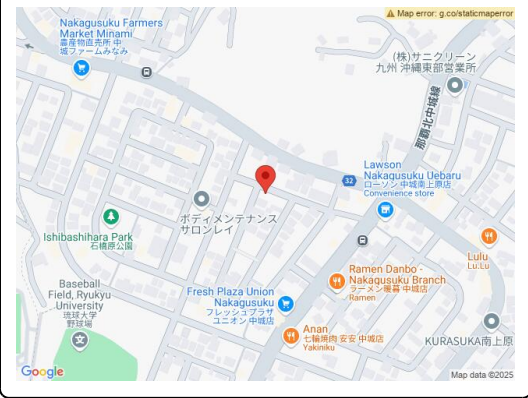 Map error: g.co/staticmaperror
Nakagusuku Farmers
Market Minami
農産物直売所 中
城ファームみなみ
(株)サニクリーン
九州 沖縄東部営業所
那覇北中城線
Lawson
Nakagusuku Uebaru
ローソン 中城南上原店
Convenience store
32
ボディメンテナンス
サロンレイ
Ishibashihara Park
石橋原公園
Lulu
Lu.Lu
Ramen Danbo -
Nakagusuku Branch
ラーメン暖暮 中城店
Ramen
Baseball
Field, Ryukyu
University
琉球大学
野球場
Fresh Plaza Union
Nakagusuku
フレッシュプラザ
ユニオン 中城店
Anan
七輪焼肉 安安 中城店
Yakiniku
KURASUKA南上原
Google
Map data ©2025